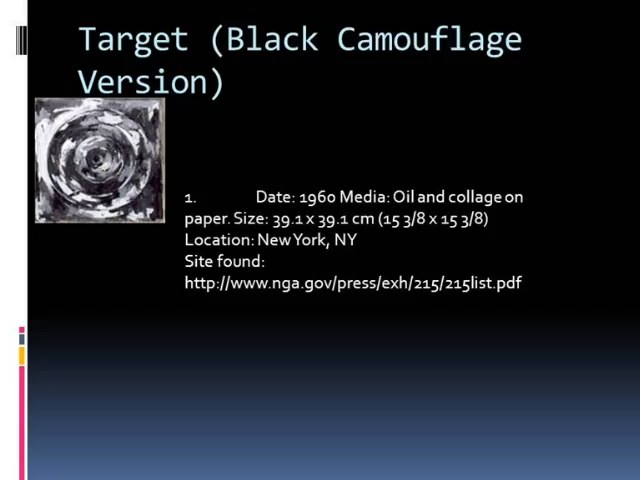 Target (Black Camouflage
Version)
1. Date: 1960 Media: Oil and collage on
paper. Size: 39.1 x 39.1 cm (15 3/8 x 15 3/8)
Location: New York, NY
Site found:
http://www.nga.gov/press/exh/215/215list.pdf